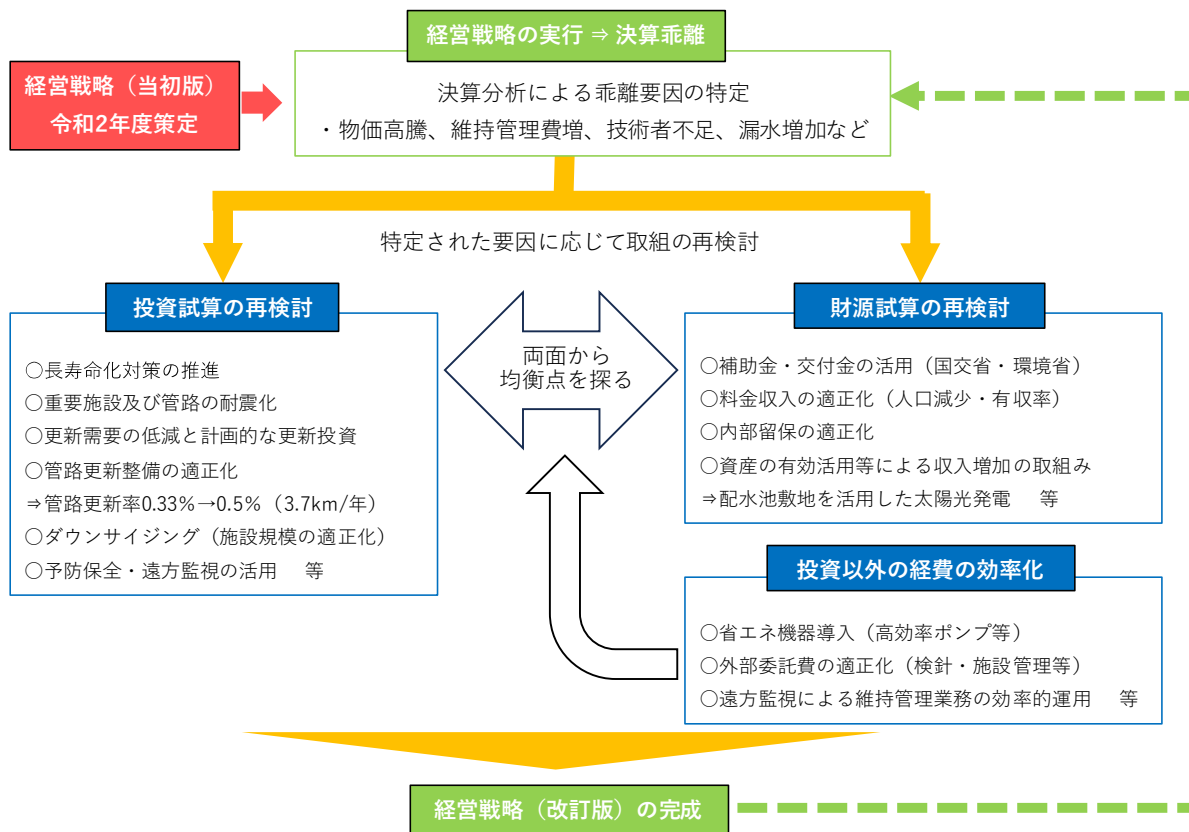 経営戦略の実行 ⇒ 決算乖離
経営戦略（当初版）
令和2年度策定
決算分析による乖離要因の特定
・物価高騰、維持管理費増、技術者不足、漏水増加など
特定された要因に応じて取組の再検討
投資試算の再検討
○長寿命化対策の推進
○重要施設及び管路の耐震化
○更新需要の低減と計画的な更新投資
○管路更新整備の適正化
⇒管路更新率0.33％→0.5％（3.7km/年）
○ダウンサイジング（施設規模の適正化）
○予防保全・遠方監視の活用　等
両面から
均衡点を探る
財源試算の再検討
○補助金・交付金の活用（国交省・環境省）
○料金収入の適正化（人口減少・有収率）
○内部留保の適正化
○資産の有効活用等による収入増加の取組み
⇒配水池敷地を活用した太陽光発電　等
投資以外の経費の効率化
○省エネ機器導入（高効率ポンプ等）
○外部委託費の適正化（検針・施設管理等）
○遠方監視による維持管理業務の効率的運用　等
経営戦略（改訂版）の完成